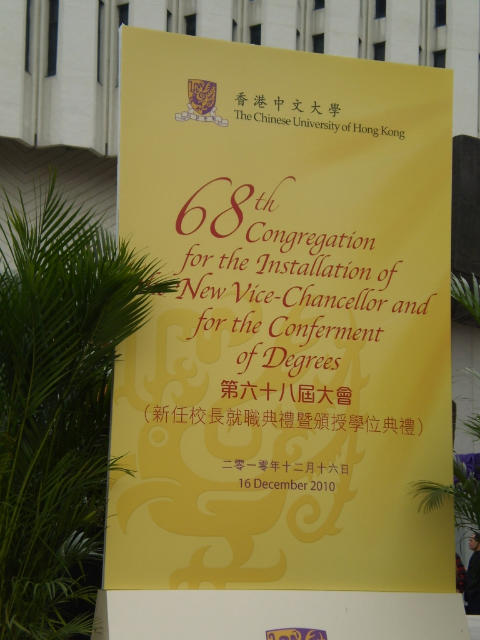 香港中文大學
The Chinese University of Hong Kong
68th
Congregation
for the Installation of
New Vice-Chancellor and
for the Conferment
of Degrees
第六十八屆大會
（新任校長就職典禮暨頒授學位典禮）
二零一零年十二月十六日
16 December 2010